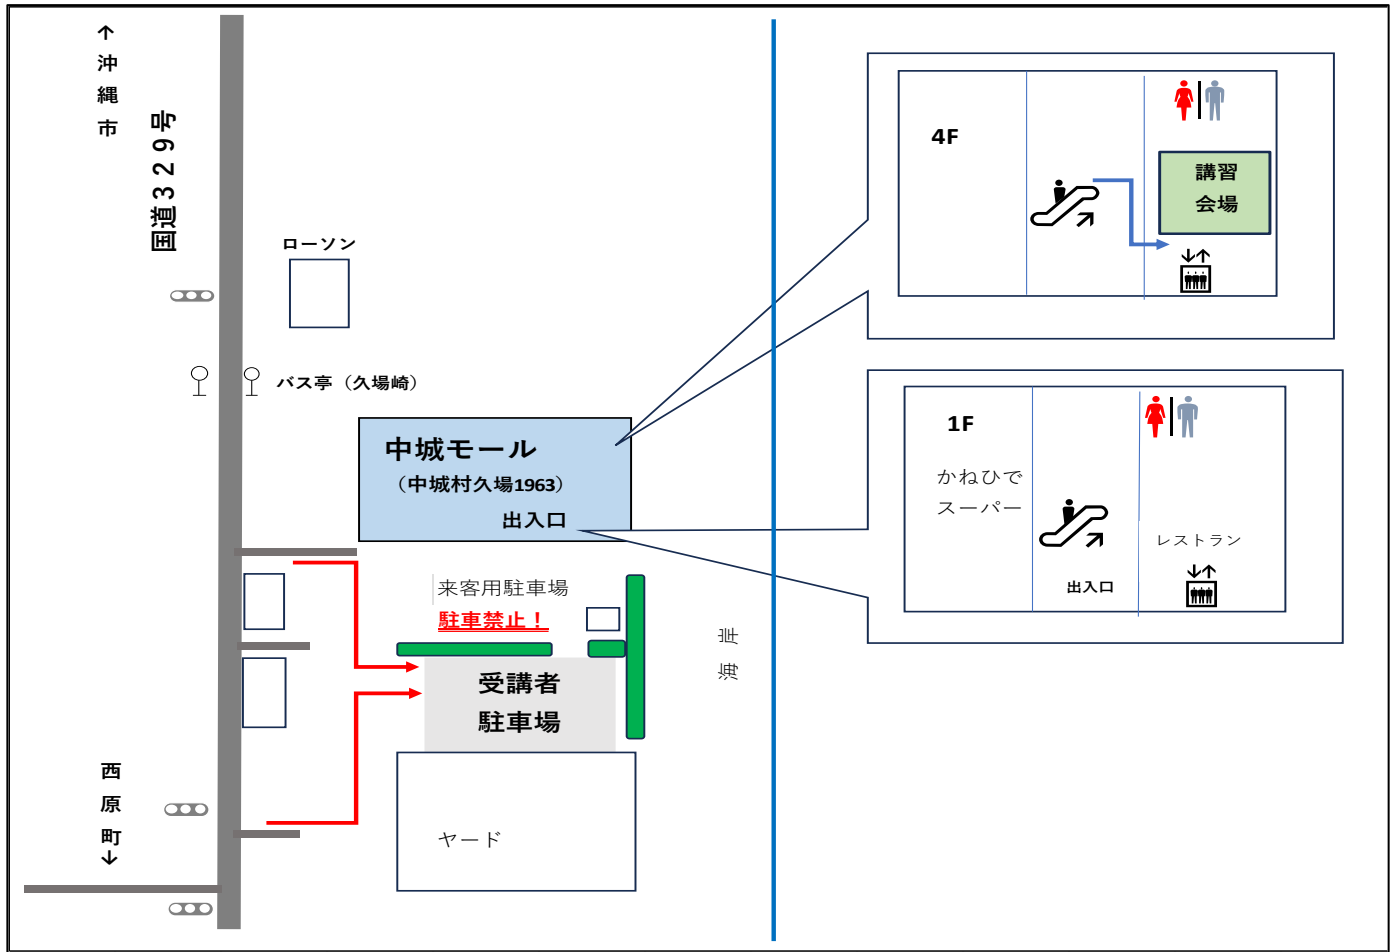 ↑沖縄市
国道３２９号
ローソン
バス亭（久場崎）
中城モール
（中城村久場1963）
出入口
来客用駐車場
駐車禁止！
受講者
駐車場
ヤード
西原町↓
海岸
4F
講習
会場
↓↑
1F
かねひで
スーパー
レストラン
出入口
↓↑